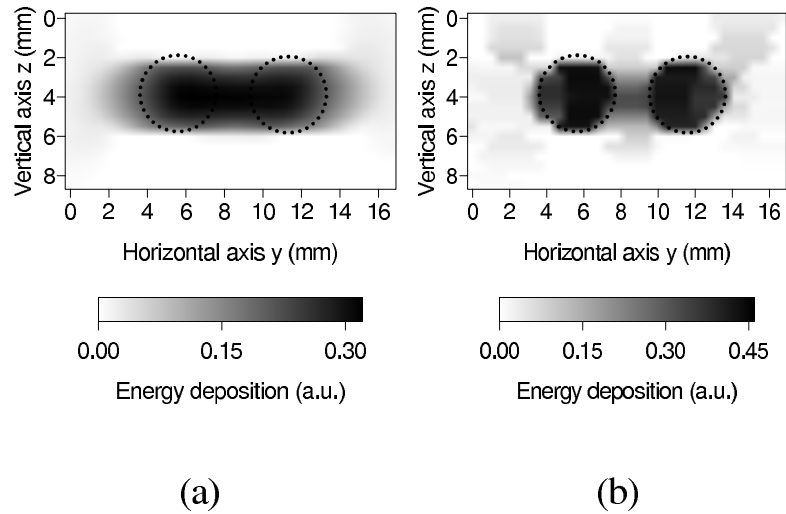 Vertical axis z (mm)
0
2
4
6
8
0 2 4 6 8 10 12 14 16
Horizontal axis y (mm)
0.00 0.15 0.30
Energy deposition (a.u.)
(a)
Vertical axis z (mm)
0
2
4
6
8
0 2 4 6 8 10 12 14 16
Horizontal axis y (mm)
0.00 0.15 0.30 0.45
Energy deposition (a.u.)
(b)